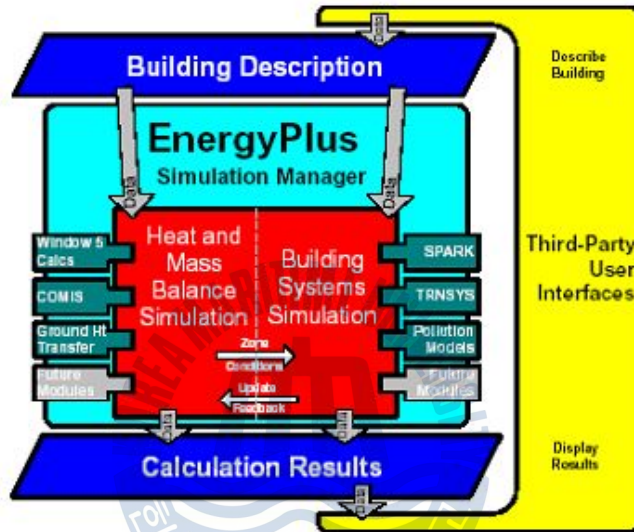 Data
Describe
Building
Building Description
EnergyPlus
Simulation Manager
Data
Data
Window 5
Calcs
COMIS
Ground Ht
Transfer
Future
Modules
Heat and
Mass
Balance
Simulation
Building
Systems
Simulation
Zone
Conditions
Update
Feedback
SPARK
TRNSYS
Pollution
Models
Future
Modules
Third-Party
User
Interfaces
Data
Data
Calculation Results
Display
Results
Data